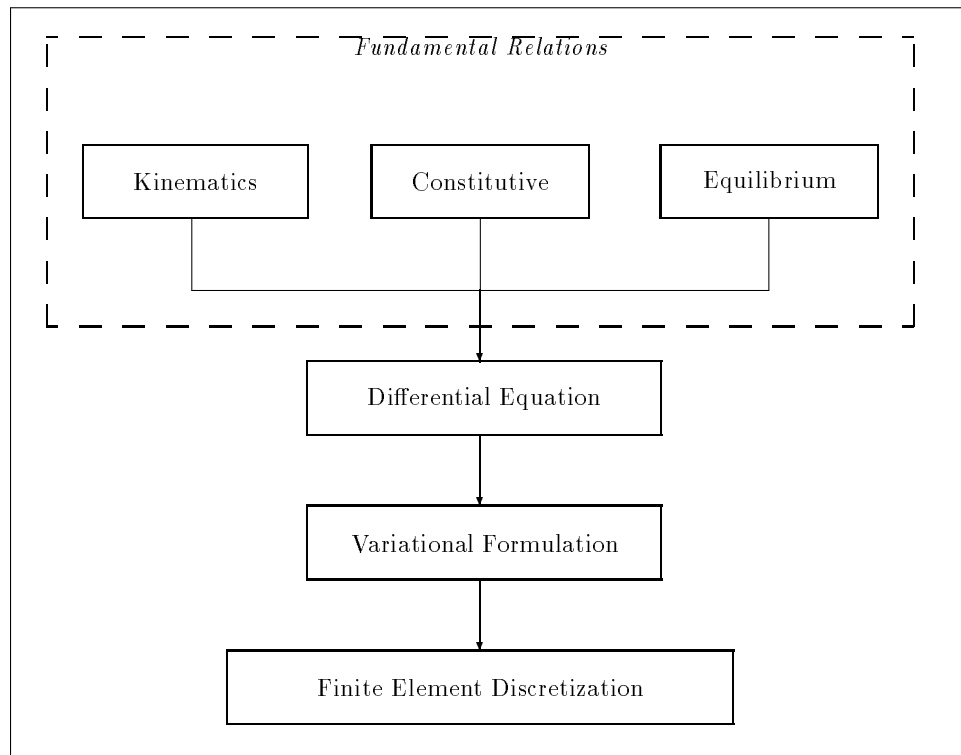 Fundamental Relations
Kinematics
Constitutive
Equilibrium
Differential Equation
Variational Formulation
Finite Element Discretization